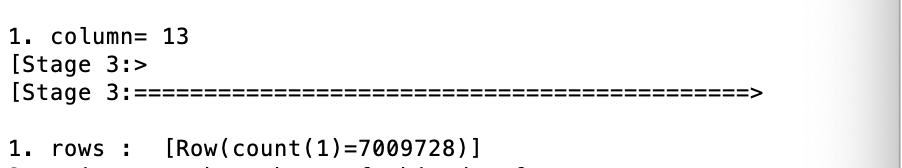 1. column= 13
[Stage 3:>
[Stage 3:============================================>
1. rows :  [Row(count(1)=7009728)]